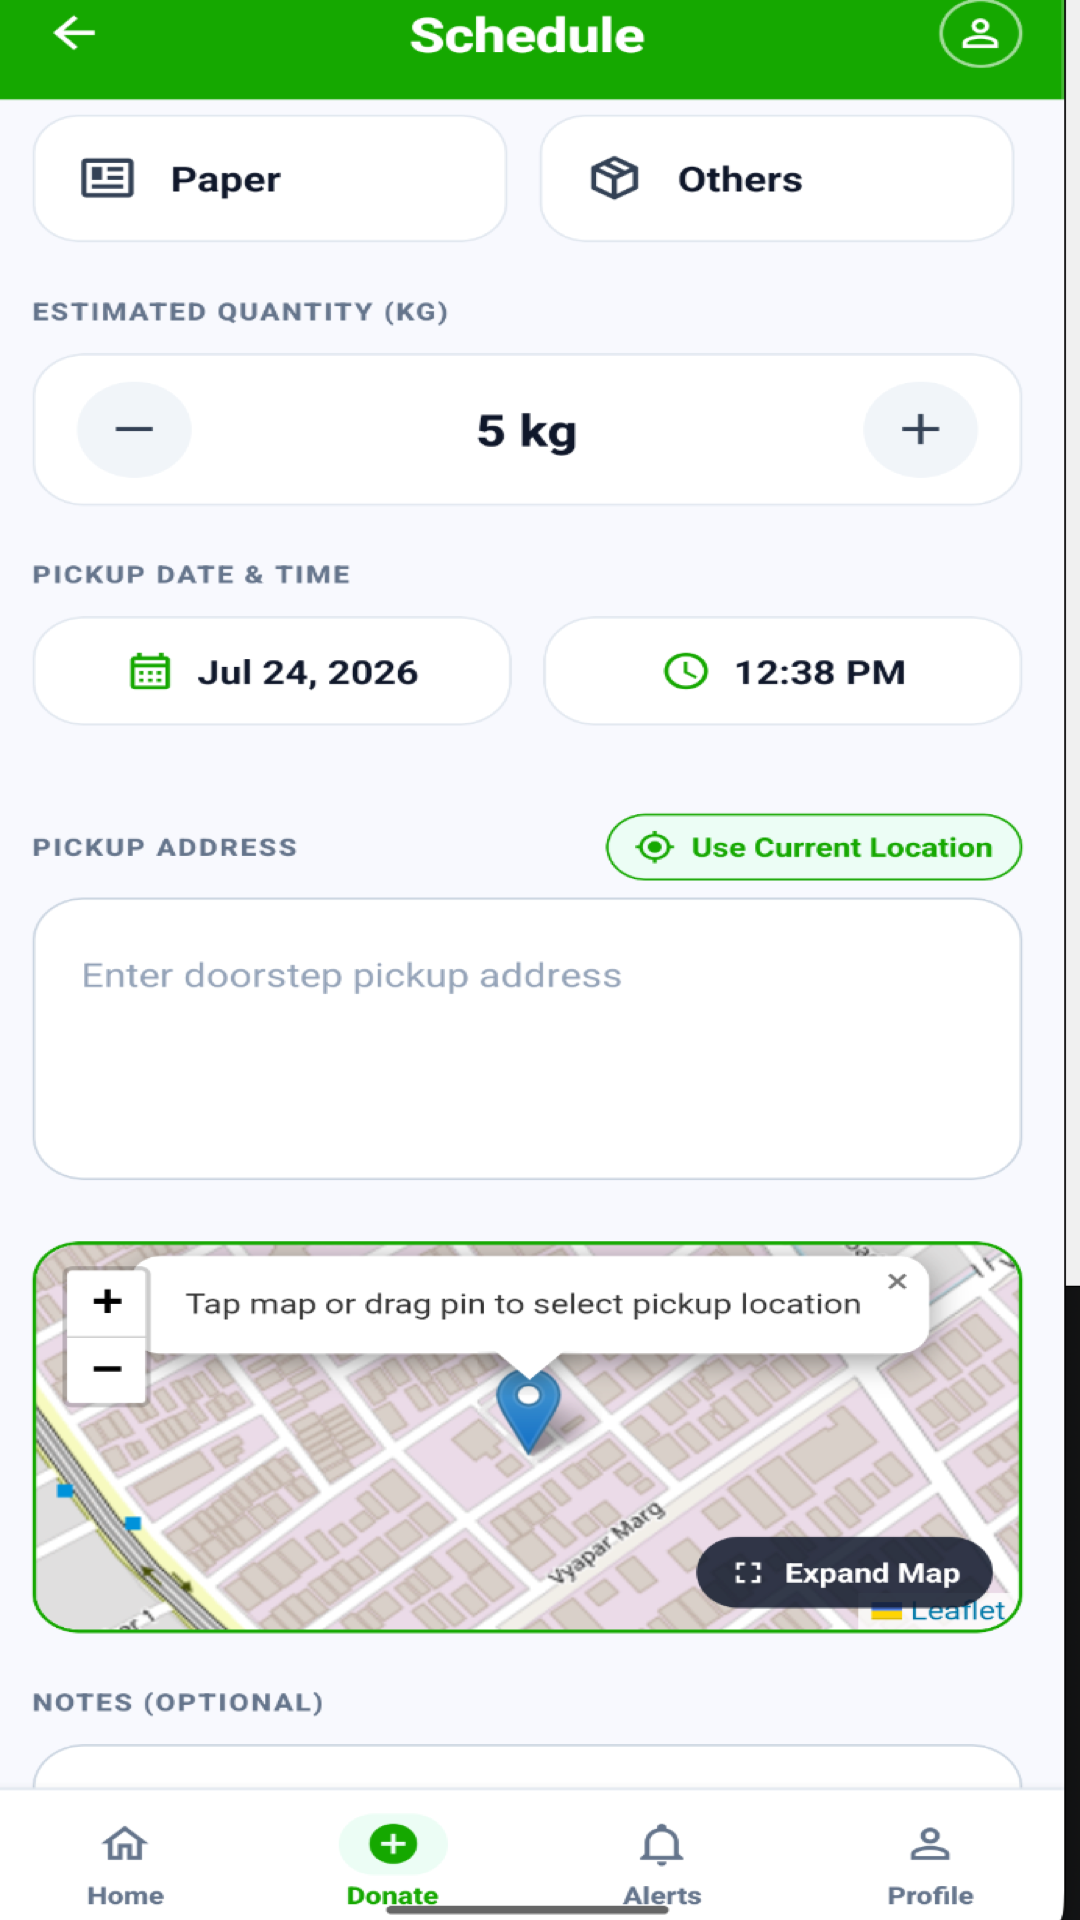 Schedule
Paper
Others
ESTIMATED QUANTITY (KG)
5 kg
PICKUP DATE & TIME
Jul 24, 2026
12:38 PM
PICKUP ADDRESS
Use Current Location
Enter doorstep pickup address
+
Tap map or drag pin to select pickup location
×
−
Vyapar Marg
Expand Map
Leaflet
NOTES (OPTIONAL)
Home
Donate
Alerts
Profile